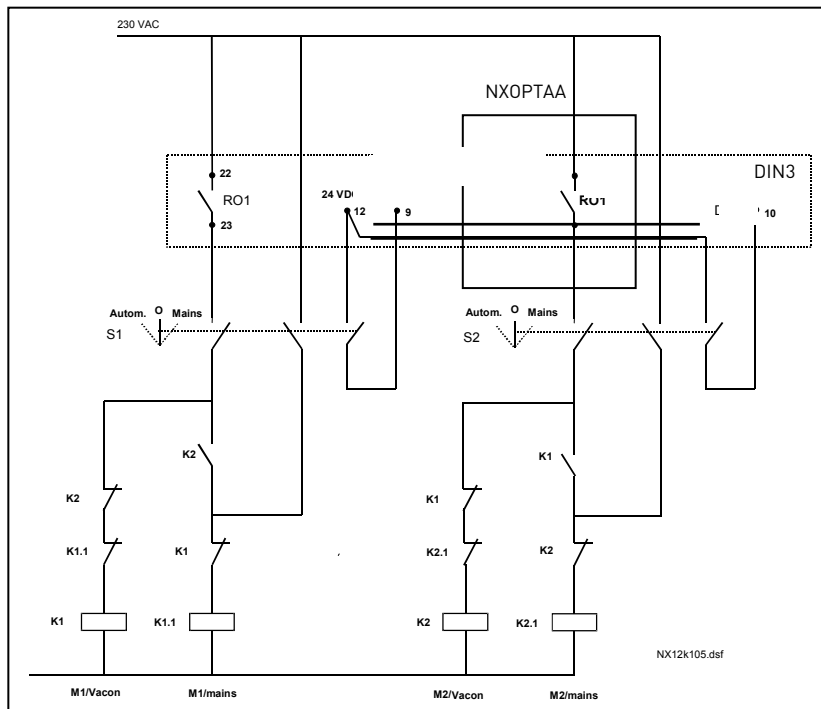 230 VAC
NXOPTAA
DIN3
22
RO1
24 VD
12
9
RO1
10
23
Autom. O Mains
S1
Autom. O Mains
S2
K2
K1
K2
K1
K1.1
K1
K2.1
K2
K1
K1.1
K2
K2.1
NX12k105.dsf
M1/Vacon
M1/mains
M2/Vacon
M2/mains